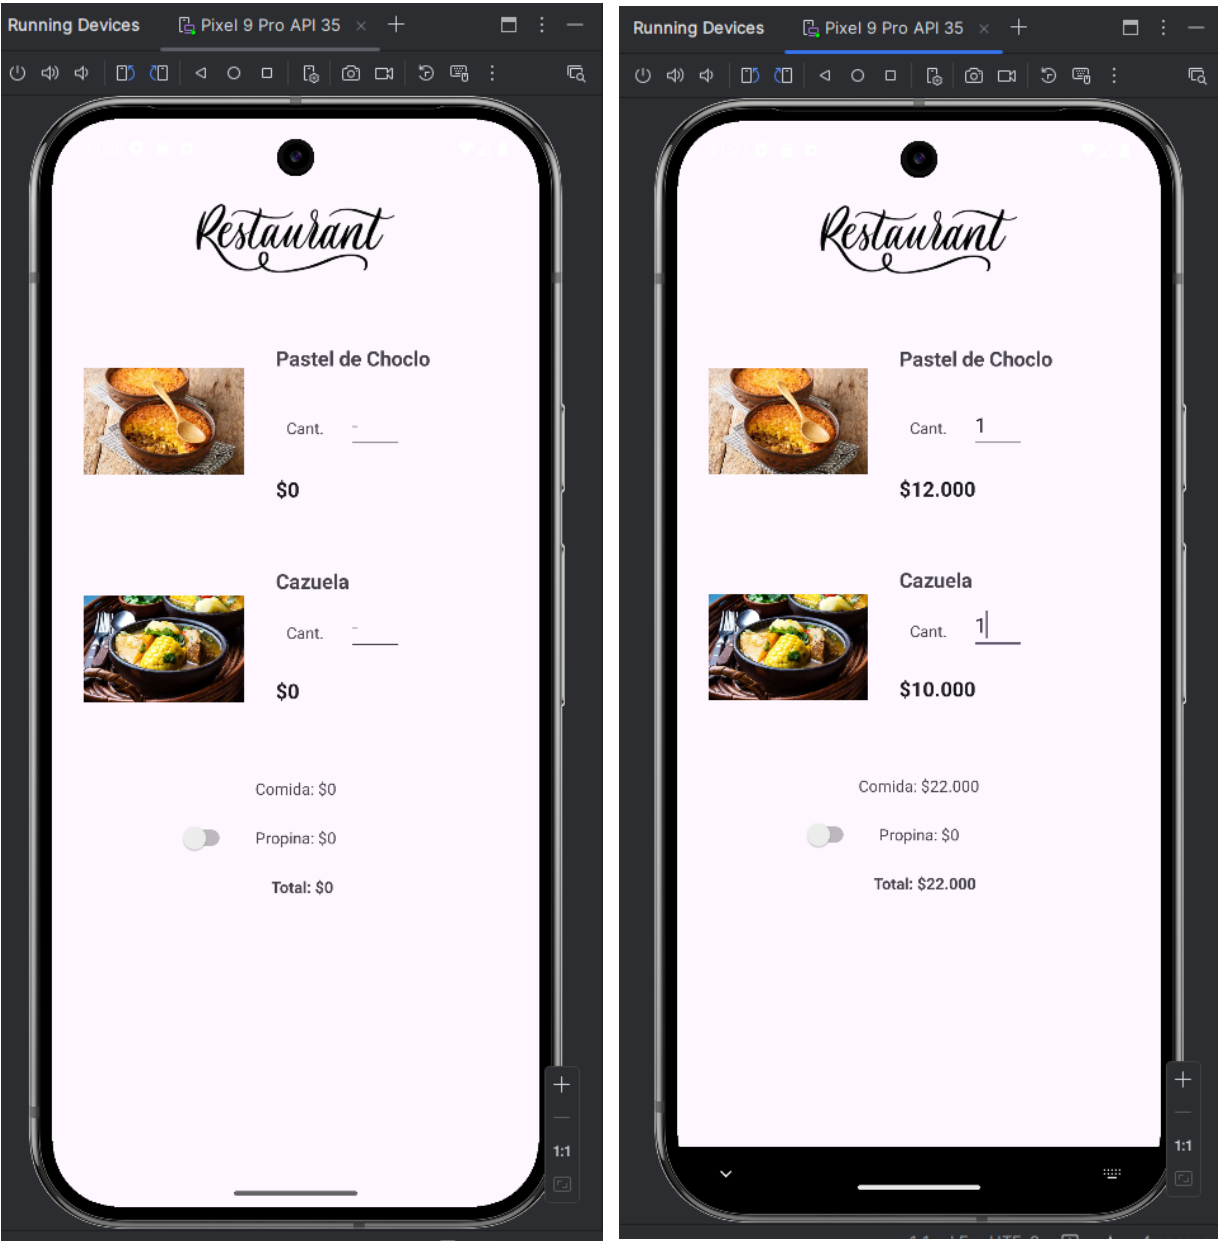 Running Devices
Pixel 9 Pro API 35
Restaurant
Pastel de Choclo
Cant. -
$0
Cazuela
Cant. -
$0
Comida: $0
Propina: $0
Total: $0
1:1
Running Devices
Pixel 9 Pro API 35
Restaurant
Pastel de Choclo
Cant. 1
$12.000
Cazuela
Cant. 1
$10.000
Comida: $22.000
Propina: $0
Total: $22.000
1:1